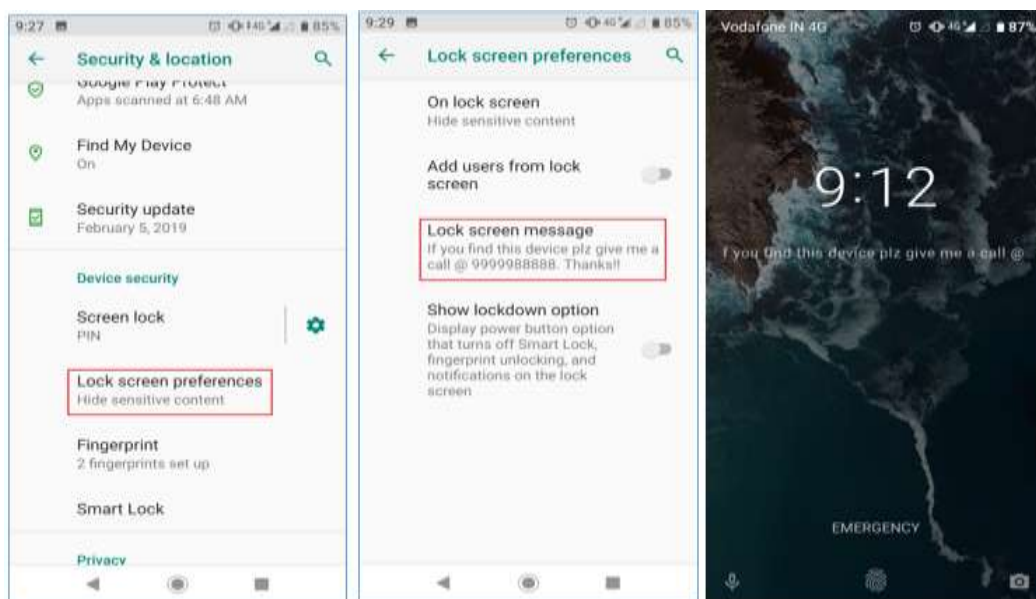 9:27
85%
Security & location
Google Play Protect
Apps scanned at 6:48 AM
Find My Device
On
Security update
February 5, 2019
Device security
Screen lock
PIN
Lock screen preferences
Hide sensitive content
Fingerprint
2 fingerprints set up
Smart Lock
Privacy
9:29
4G
85%
Lock screen preferences
On lock screen
Hide sensitive content
Add users from lock
screen
Lock screen message
If you find this device plz give me a
call @ 9999988888. Thanks!!
Show lockdown option
Display power button option
that turns off Smart Lock,
fingerprint unlocking, and
notifications on the lock
screen
Vodafone IN 4G
4G
87%
9:12
f you find this device plz give me a call @
EMERGENCY